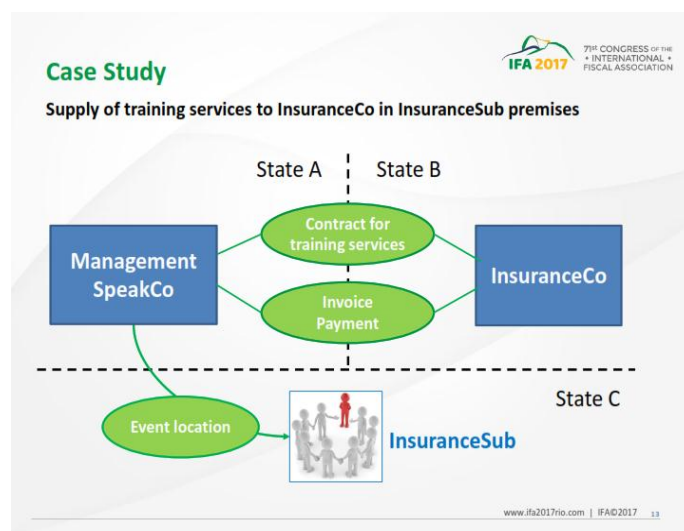 IFA 2017
71ST CONGRESS OF THE
• INTERNATIONAL •
FISCAL ASSOCIATION
Case Study
Supply of training services to InsuranceCo in InsuranceSub premises
State A
State B
Contract for
training services
Management
SpeakCo
InsuranceCo
Invoice
Payment
State C
Event location
InsuranceSub
www.ifa2017rio.com | IFA©2017 13